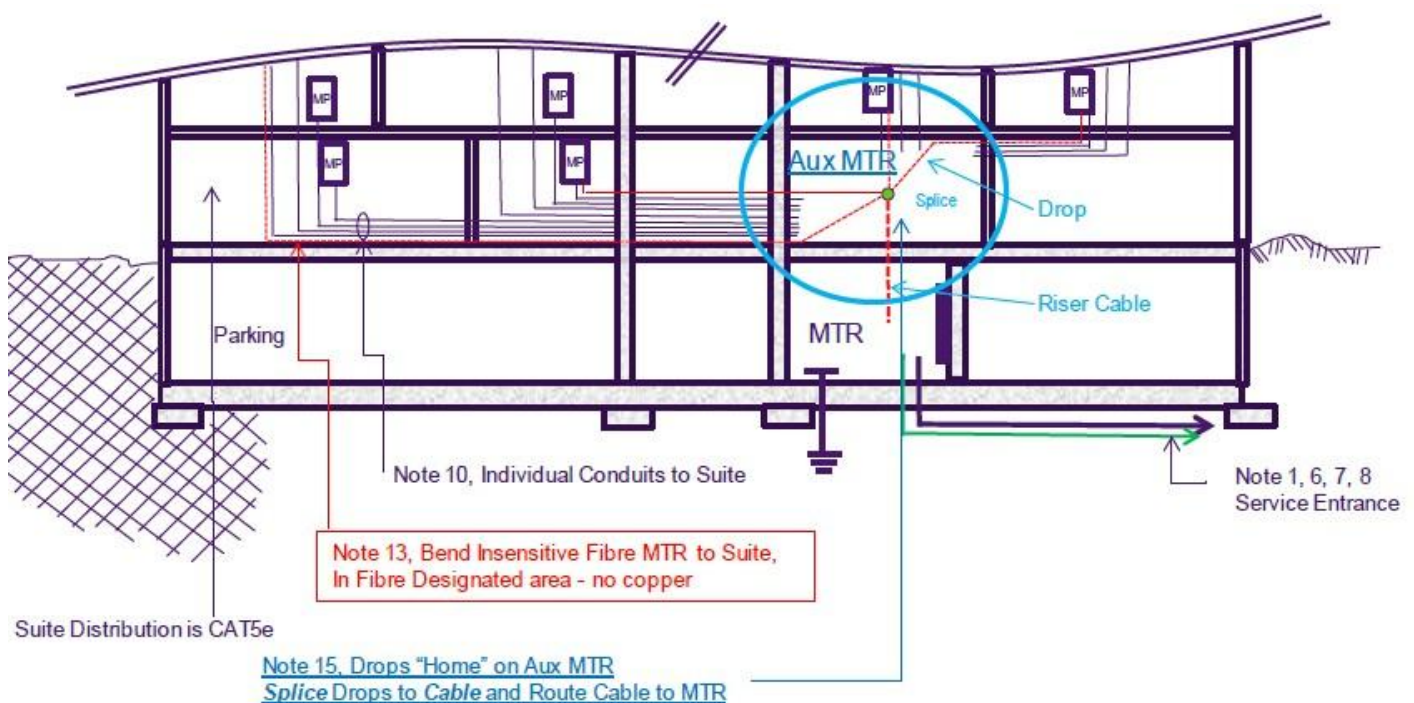 MP
MP
MP
MP
MP
MP
Aux MTR
Splice
Drop
Riser Cable
Parking
MTR
Note 10, Individual Conduits to Suite
Note 1, 6, 7, 8
Service Entrance
Note 13, Bend Insensitive Fibre MTR to Suite,
In Fibre Designated area - no copper
Suite Distribution is CAT5e
Note 15, Drops “Home” on Aux MTR
Splice Drops to Cable and Route Cable to MTR